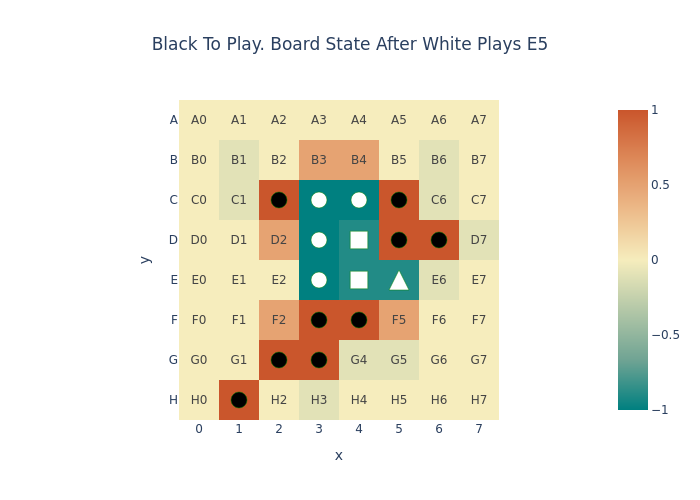 Black To Play. Board State After White Plays E5
A A0 A1 A2 A3 A4 A5 A6 A7
B B0 B1 B2 B3 B4 B5 B6 B7
C C0 C1 C6 C7
D D0 D1 D2 D7
E E0 E1 E2 E6 E7
F F0 F1 F2 F5 F6 F7
G G0 G1 G4 G5 G6 G7
H H0 H2 H3 H4 H5 H6 H7
0 1 2 3 4 5 6 7
x
y
1
0.5
0
−0.5
−1